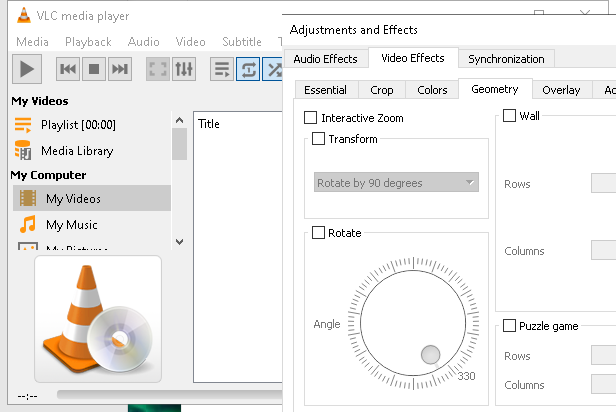 VLC media player
Media Playback Audio Video Subtitle
My Videos
Playlist [00:00]
Media Library
My Computer
My Videos
My Music
My Pictures
Title
--:--
Adjustments and Effects
Audio Effects Video Effects Synchronization
Essential Crop Colors Geometry Overlay
Interactive Zoom
Transform
Rotate by 90 degrees
Rotate
Angle
330
Wall
Rows
Columns
Puzzle game
Rows
Columns